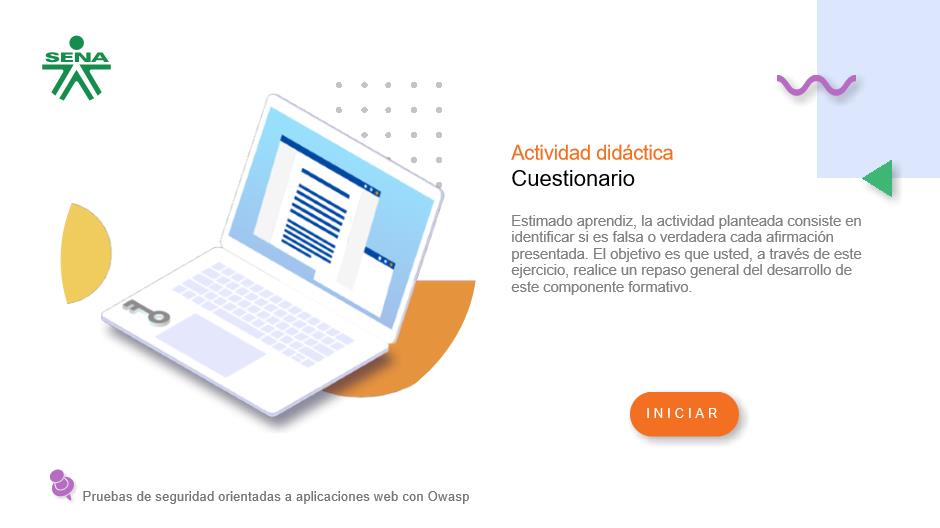 SENA
Actividad didáctica
Cuestionario
Estimado aprendiz, la actividad planteada consiste en
identificar si es falsa o verdadera cada afirmación
presentada. El objetivo es que usted, a través de este
ejercicio, realice un repaso general del desarrollo de
este componente formativo.
INICIAR
Pruebas de seguridad orientadas a aplicaciones web con Owasp